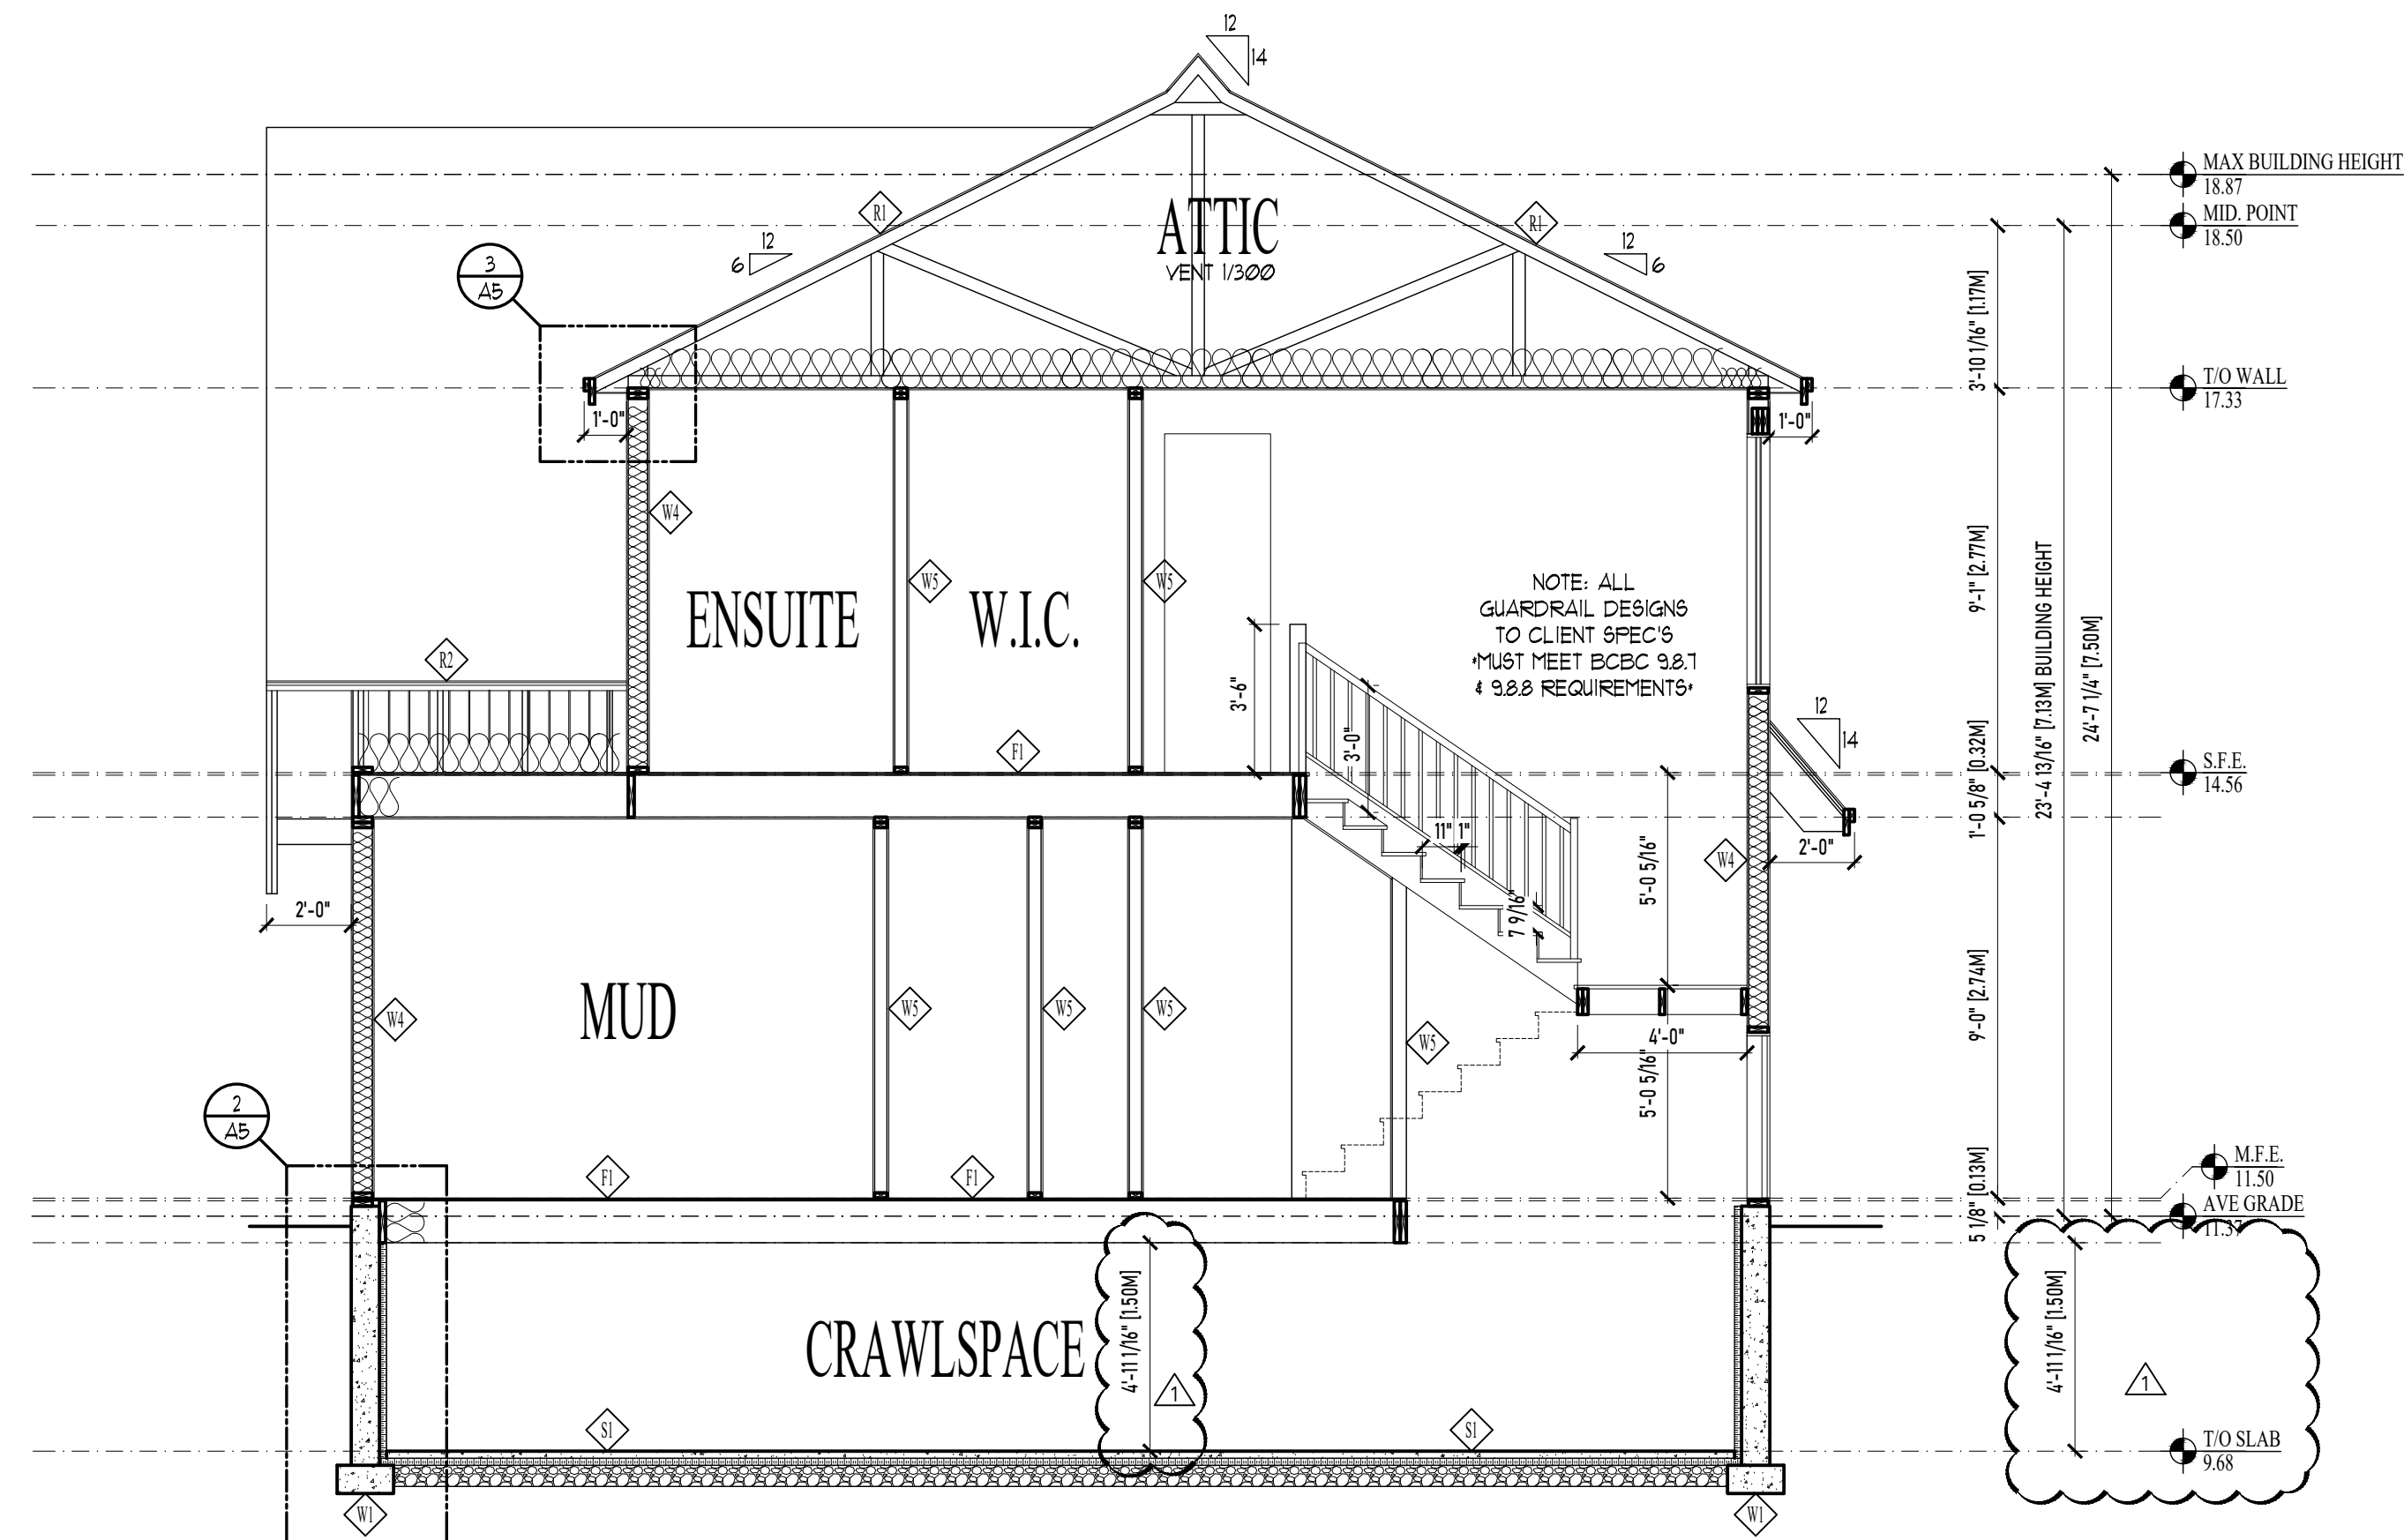 12
14
MAX BUILDING HEIGHT
18.87
MID. POINT
18.50
R1
R1
ATTIC
VENT 1/300
12
6
12
6
3
A5
3'-10 1/16" [1.17M]
T/O WALL
17.33
1'-0"
1'-0"
W4
ENSUITE
W5
W.I.C.
W5
NOTE: ALL
GUARDRAIL DESIGNS
TO CLIENT SPEC'S
*MUST MEET BCBC 9.8.7
& 9.8.8 REQUIREMENTS*
9'-1" [2.77M]
23'-4 13/16" [7.13M] BUILDING HEIGHT
24'-7 1/4" [7.50M]
R2
3'-6"
3'-0"
F1
12
14
S.F.E.
14.56
1'-0 5/8" [0.32M]
11"
1"
7 9/16"
5'-0 5/16"
W4
2'-0"
2'-0"
MUD
W4
W5
W5
W5
W5
4'-0"
5'-0 5/16"
9'-0" [2.74M]
2
A5
F1
F1
M.F.E.
11.50
AVE GRADE
11.37
5 1/8" [0.13M]
CRAWLSPACE
4'-11 1/16" [1.50M]
1
4'-11 1/16" [1.50M]
1
S1
S1
T/O SLAB
9.68
W1
W1